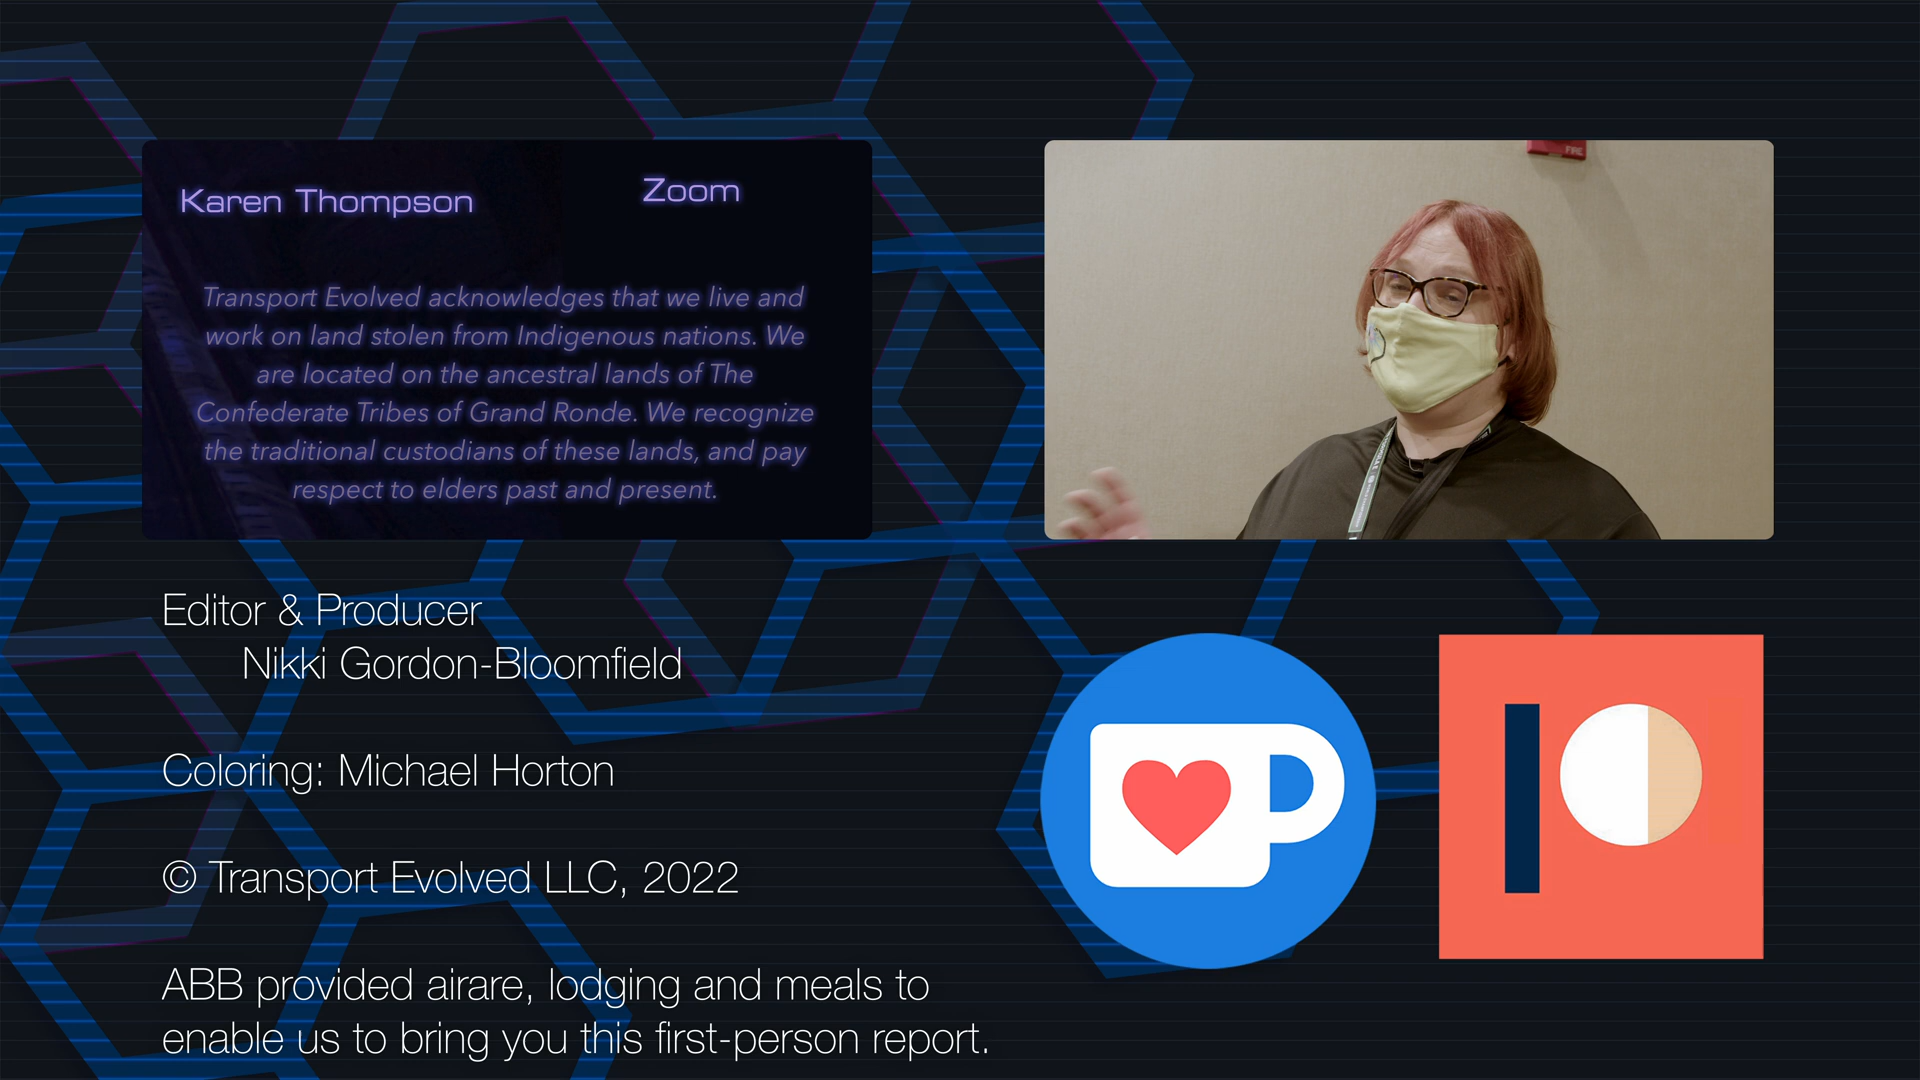 Karen Thompson
Zoom
Transport Evolved acknowledges that we live and
work on land stolen from Indigenous nations. We
are located on the ancestral lands of The
Confederate Tribes of Grand Ronde. We recognize
the traditional custodians of these lands, and pay
respect to elders past and present.
FIRE
Editor & Producer
Nikki Gordon-Bloomfield
Coloring: Michael Horton
© Transport Evolved LLC, 2022
ABB provided airare, lodging and meals to
enable us to bring you this first-person report.